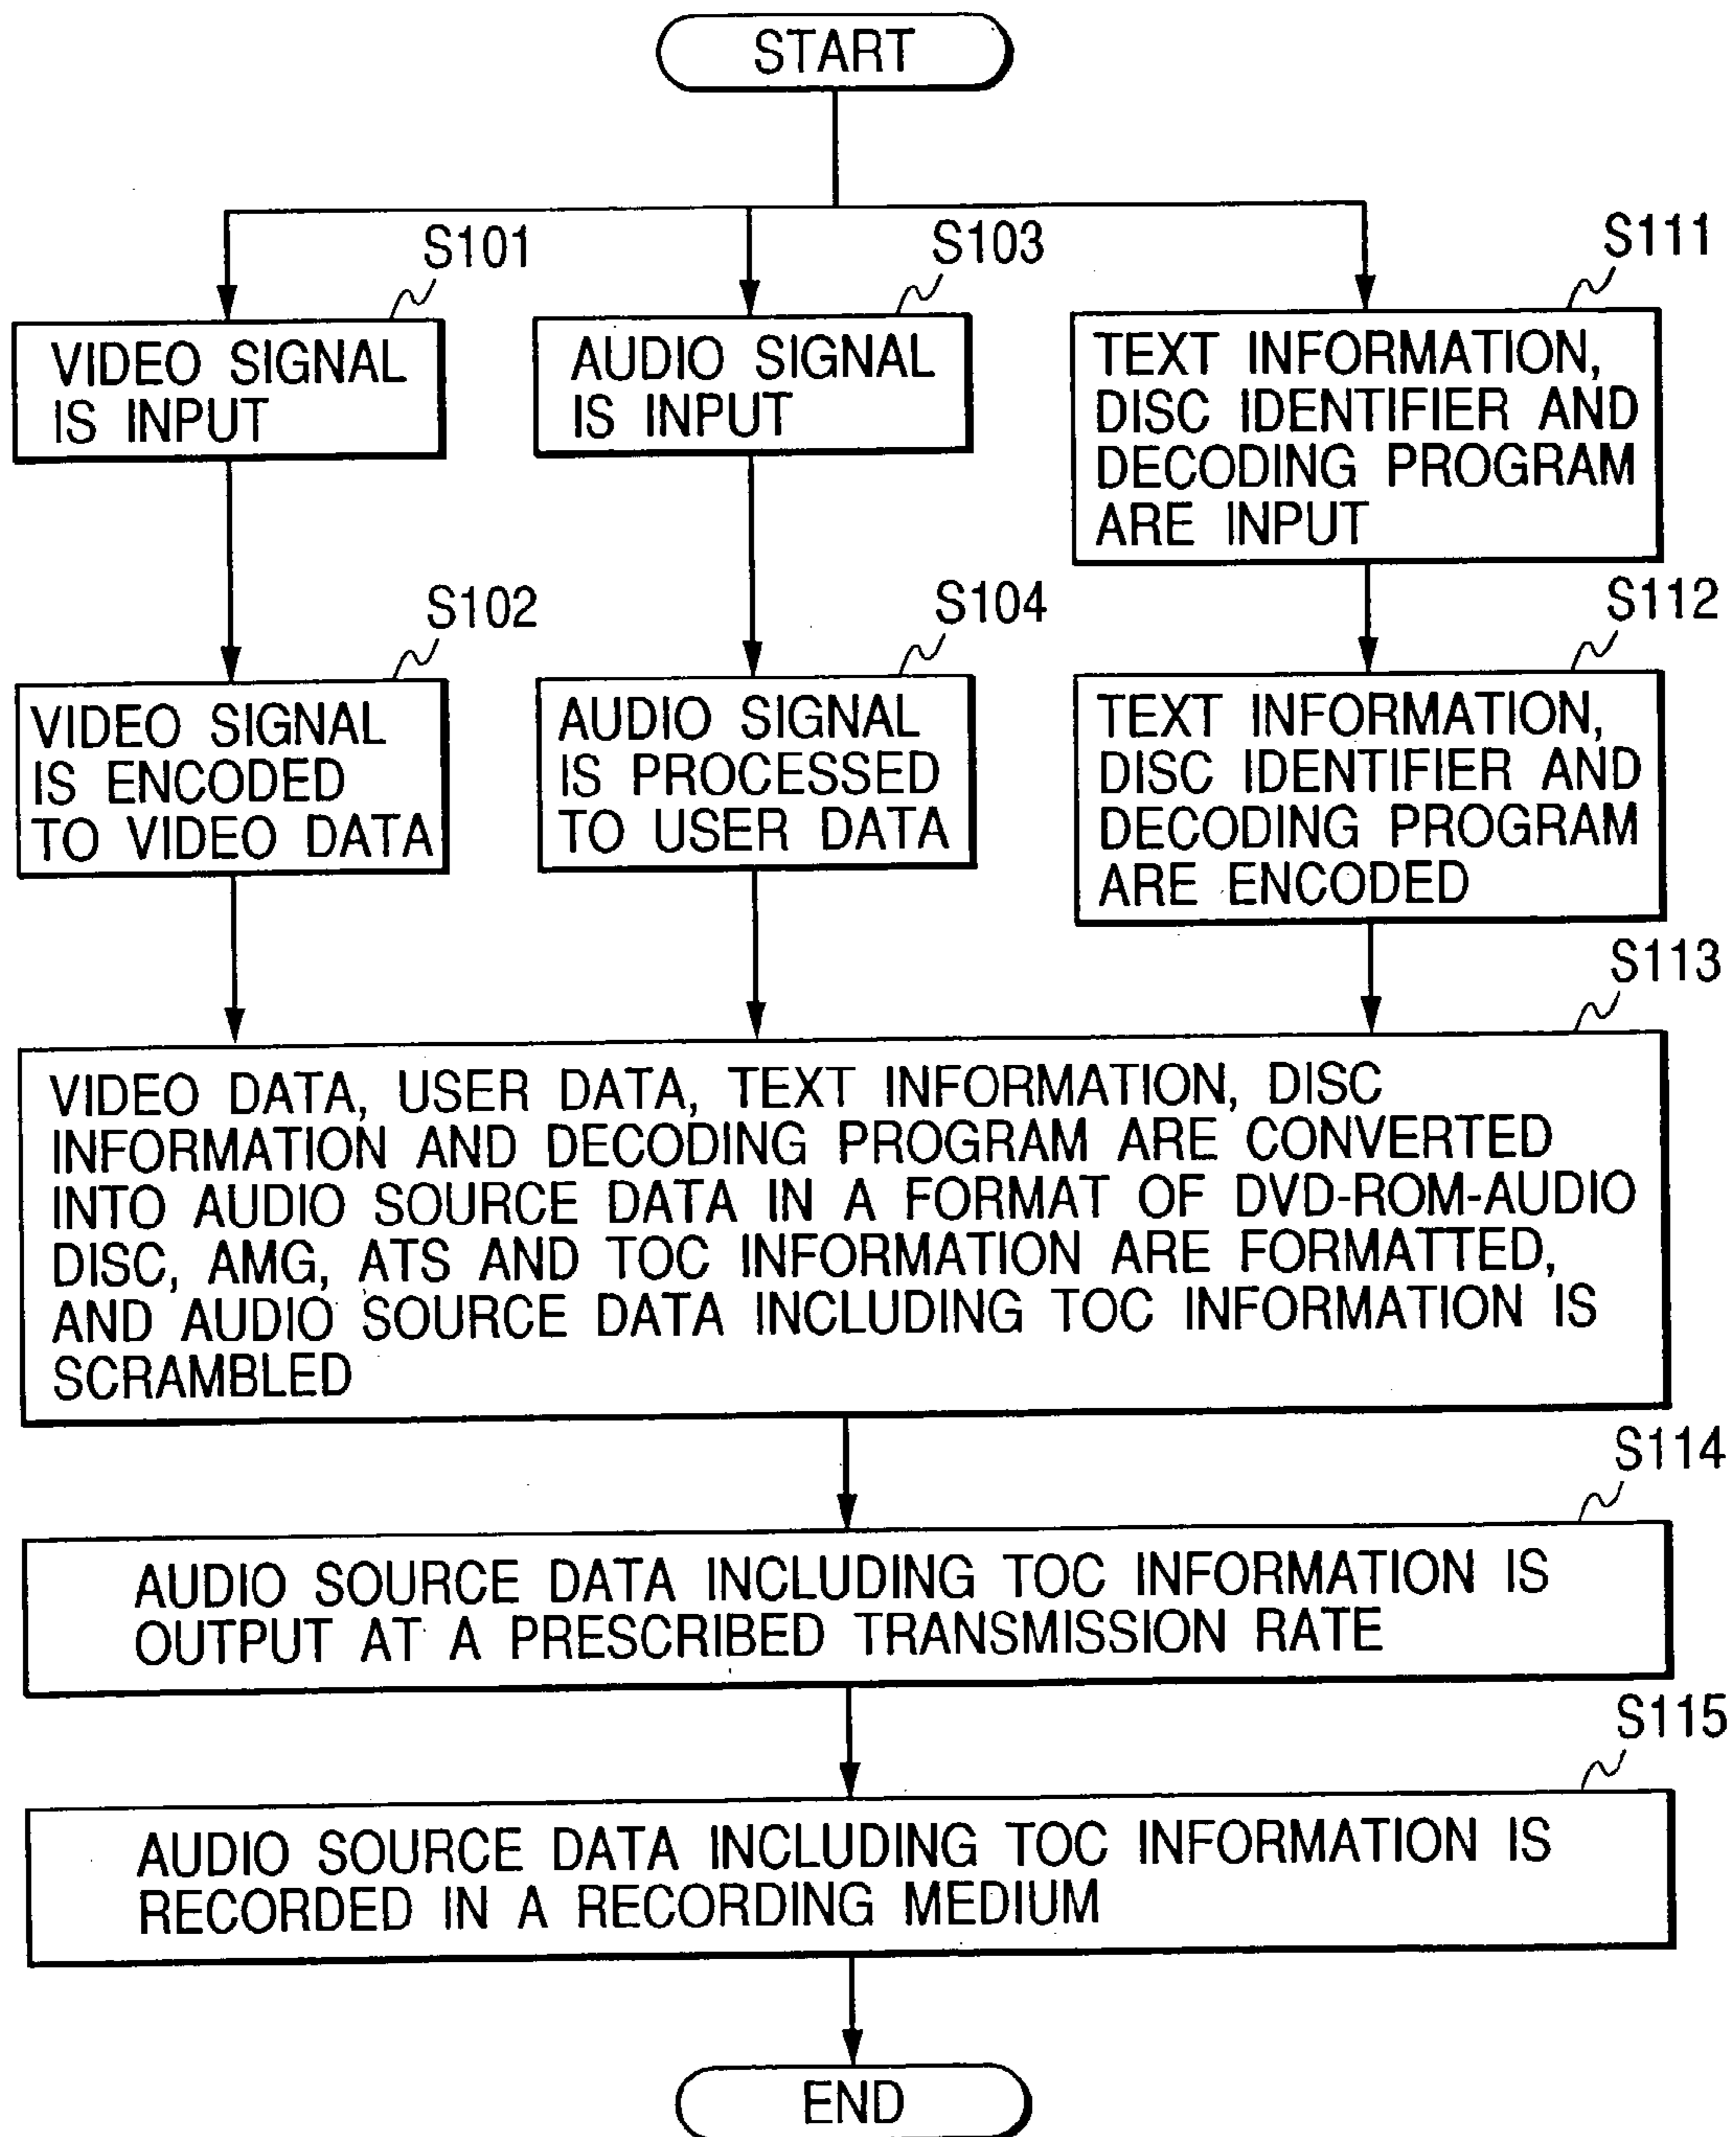 START
S101
S103
S111
VIDEO SIGNAL
IS INPUT
AUDIO SIGNAL
IS INPUT
TEXT INFORMATION,
DISC IDENTIFIER AND
DECODING PROGRAM
ARE INPUT
S102
S104
S112
VIDEO SIGNAL
IS ENCODED
TO VIDEO DATA
AUDIO SIGNAL
IS PROCESSED
TO USER DATA
TEXT INFORMATION,
DISC IDENTIFIER AND
DECODING PROGRAM
ARE ENCODED
S113
VIDEO DATA, USER DATA, TEXT INFORMATION, DISC
INFORMATION AND DECODING PROGRAM ARE CONVERTED
INTO AUDIO SOURCE DATA IN A FORMAT OF DVD-ROM-AUDIO
DISC, AMG, ATS AND TOC INFORMATION ARE FORMATTED,
AND AUDIO SOURCE DATA INCLUDING TOC INFORMATION IS
SCRAMBLED
S114
AUDIO SOURCE DATA INCLUDING TOC INFORMATION IS
OUTPUT AT A PRESCRIBED TRANSMISSION RATE
S115
AUDIO SOURCE DATA INCLUDING TOC INFORMATION IS
RECORDED IN A RECORDING MEDIUM
END